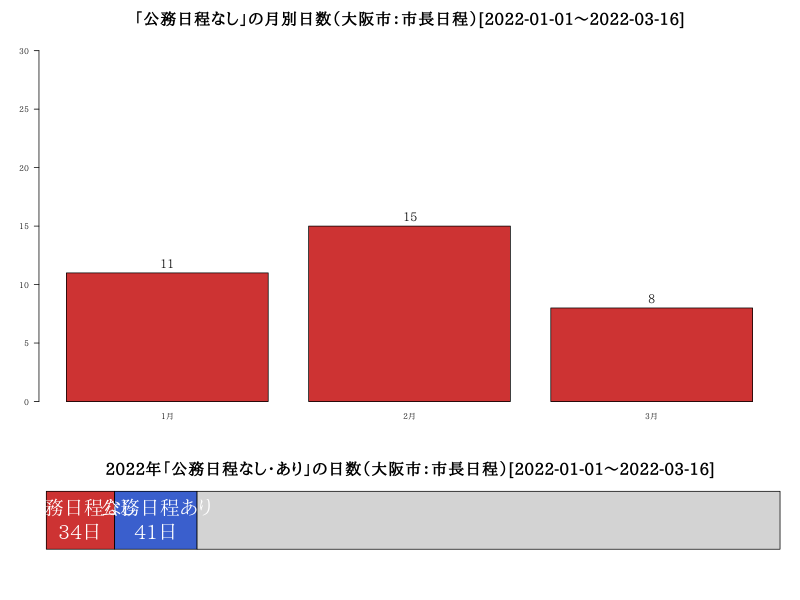 「公務日程なし」の月別日数(大阪市:市長日程)[2022-01-01～2022-03-16]
30
25
20
15
10
5
0
11
15
8
1月
2月
3月
2022年「公務日程なし・あり」の日数(大阪市:市長日程)[2022-01-01～2022-03-16]
務日程なし
公務日程あり
34日
41日